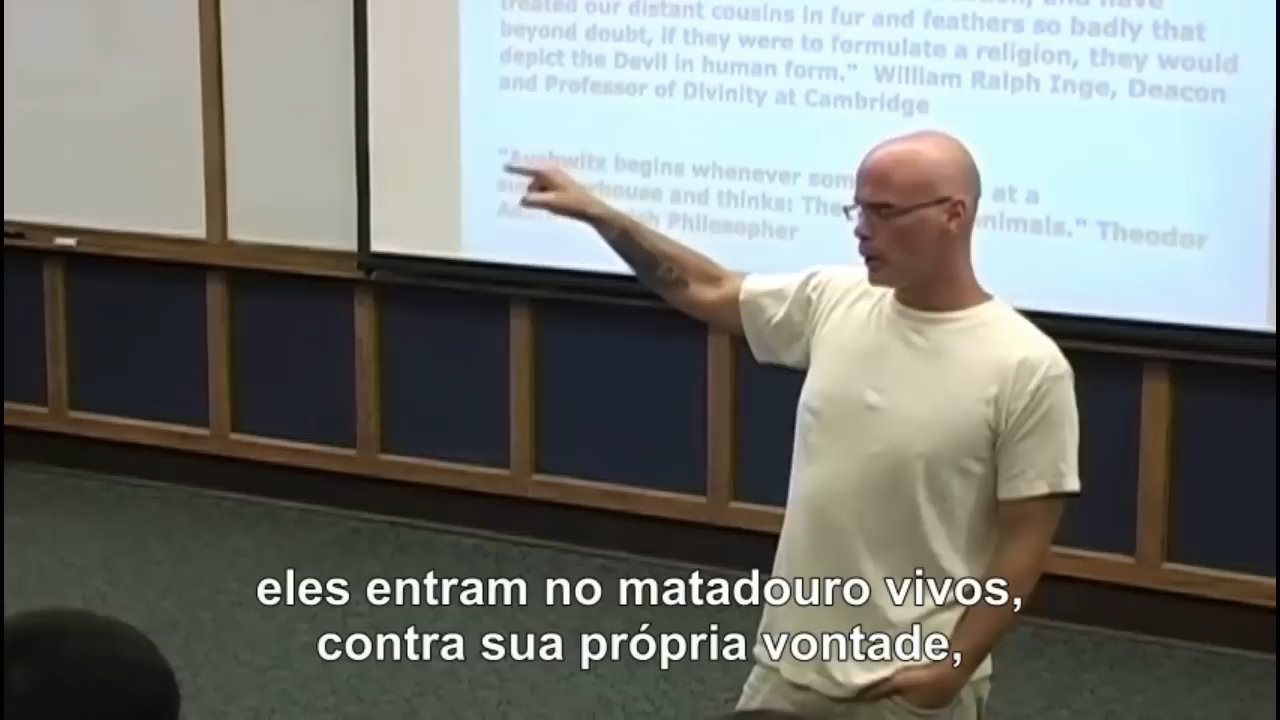 treated our distant cousins in fur and feathers so badly that
beyond doubt, if they were to formulate a religion, they would
depict the Devil in human form." William Ralph Inge, Deacon
and Professor of Divinity at Cambridge
"Auschwitz begins whenever at a
and thinks: animals." Theodor
Philosopher
eles entram no matadouro vivos,
contra sua própria vontade,